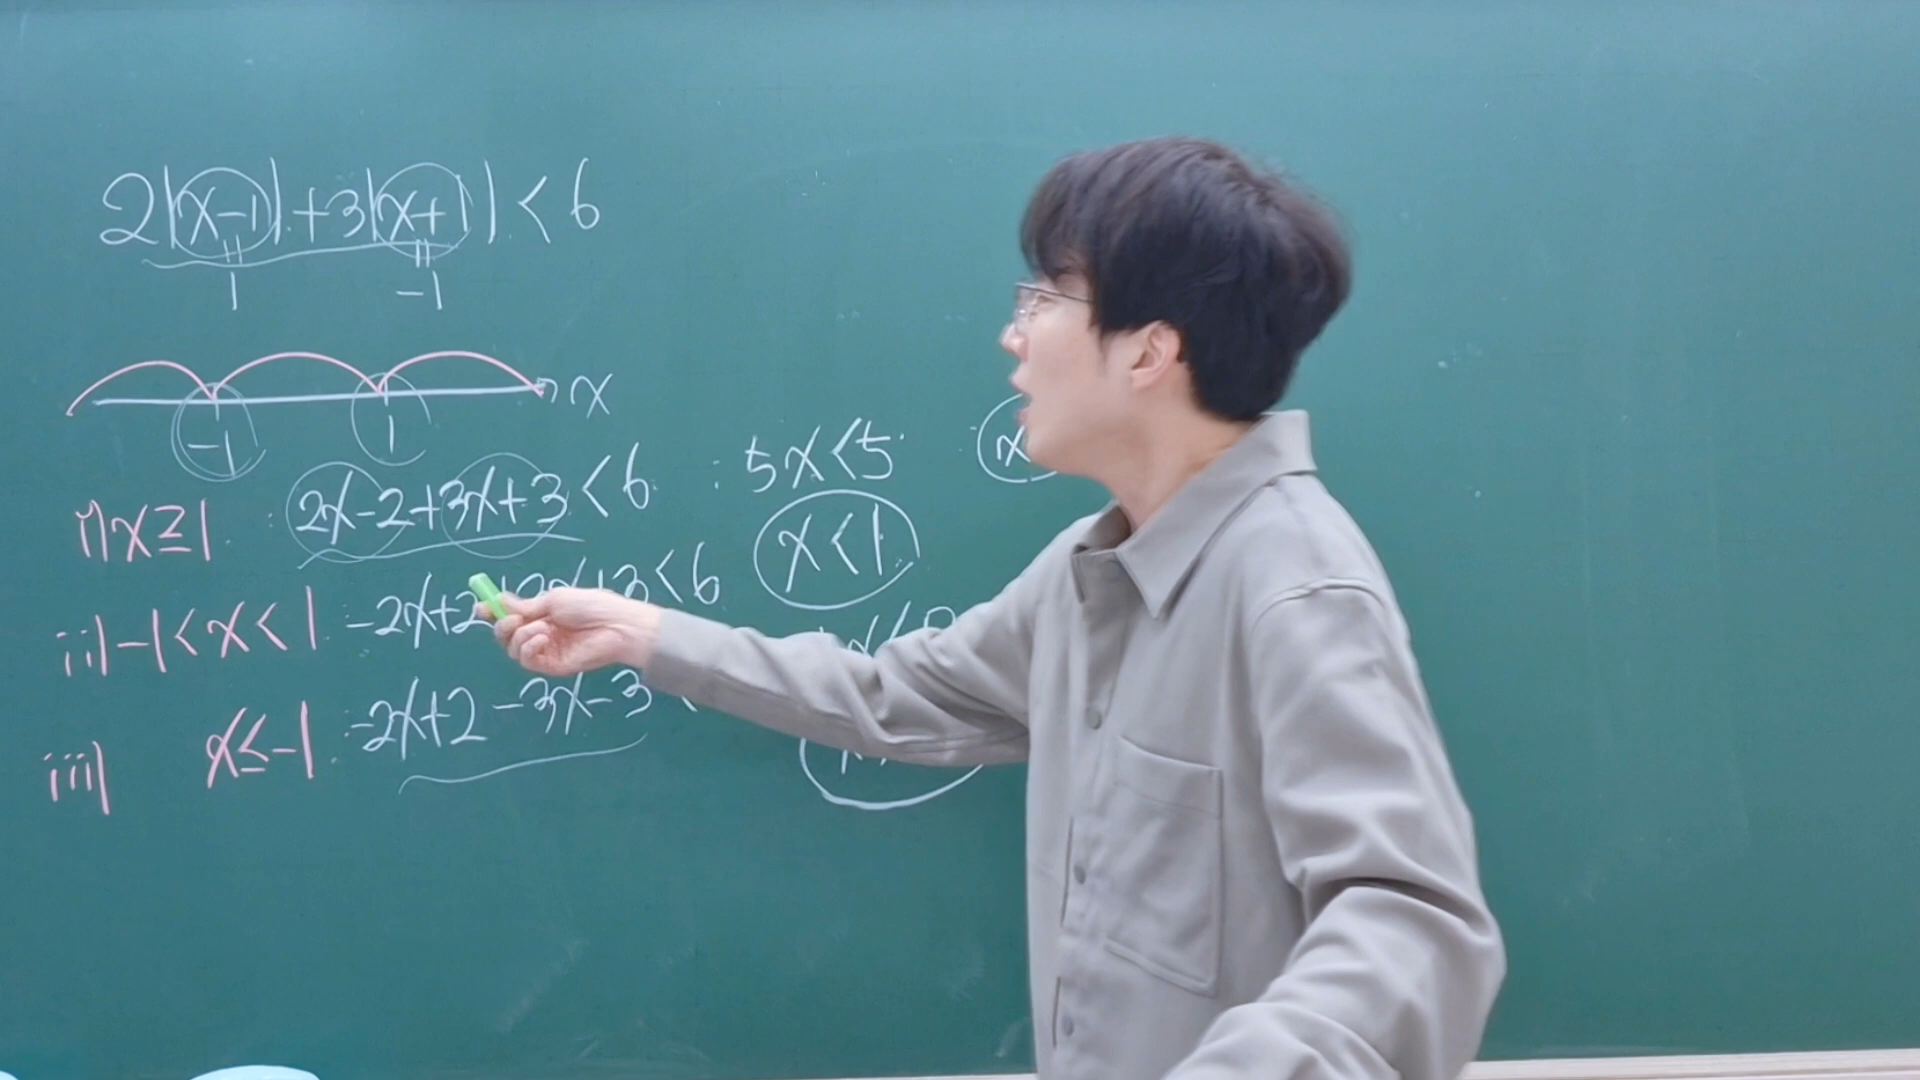 2|x-1|+3|x+1|<6
1 -1
x
-1 1
i) x≥1 : 2x-2+3x+3<6 : 5x<5 x
x<1
ii) -1<x<1 : -2x+2+3x+3<6
iii) x≤-1 : -2x+2-3x-3